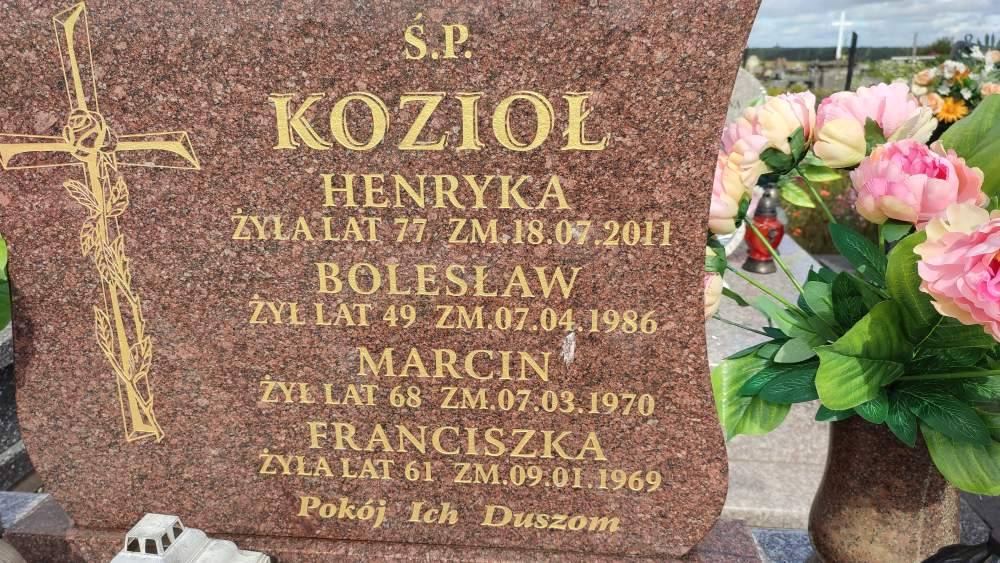 Ś.P.
KOZIOŁ
HENRYKA
ŻYŁA LAT 77 ZM.18.07.2011
BOLESŁAW
ŻYŁ LAT 49 ZM.07.04.1986
MARCIN
ŻYŁ LAT 68 ZM.07.03.1970
FRANCISZKA
ŻYŁA LAT 61 ZM.09.01.1969
Pokój Ich Duszom